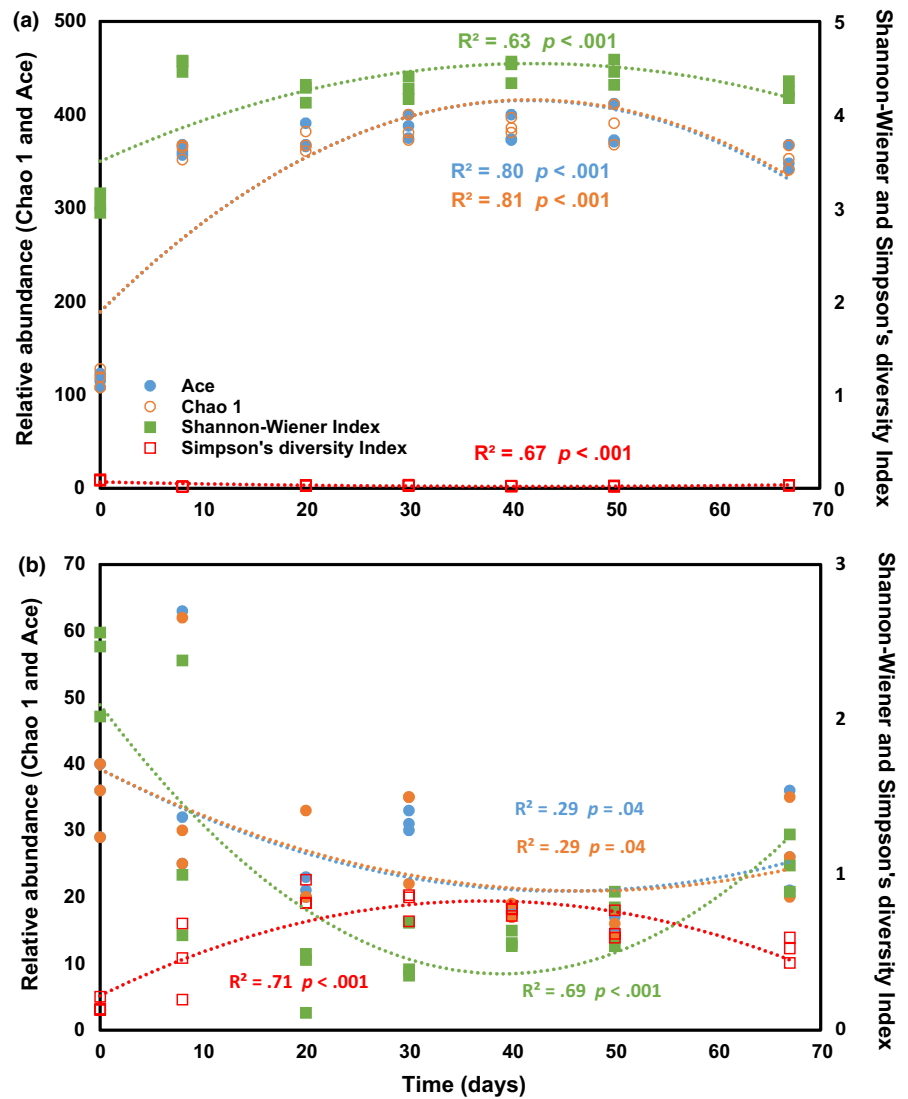 (a)
Relative abundance (Chao 1 and Ace)
500
400
300
200
100
0
R² = .63 p < .001
R² = .80 p < .001
R² = .81 p < .001
Ace
Chao 1
Shannon-Wiener Index
Simpson's diversity Index
R² = .67 p < .001
5
4
3
2
1
0
Shannon-Wiener and Simpson's diversity Index
0 10 20 30 40 50 60 70
(b)
Relative abundance (Chao 1 and Ace)
70
60
50
40
30
20
10
0
R² = .29 p = .04
R² = .29 p = .04
R² = .71 p < .001
R² = .69 p < .001
3
2
1
0
Shannon-Wiener and Simpson's diversity Index
0 10 20 30 40 50 60 70
Time (days)